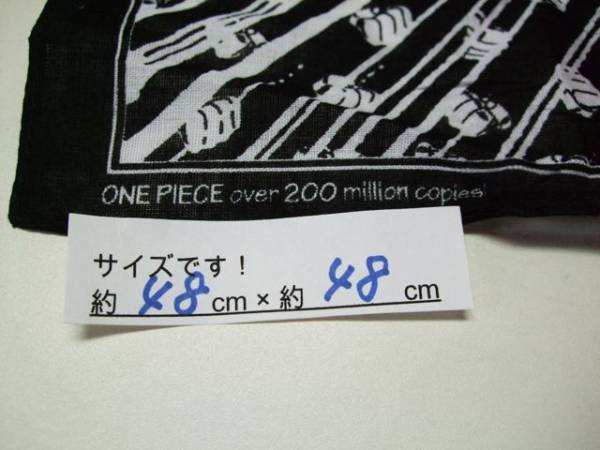 ONE PIECE over 200 million copies!
サイズです!
約 48 cm × 約 48 cm